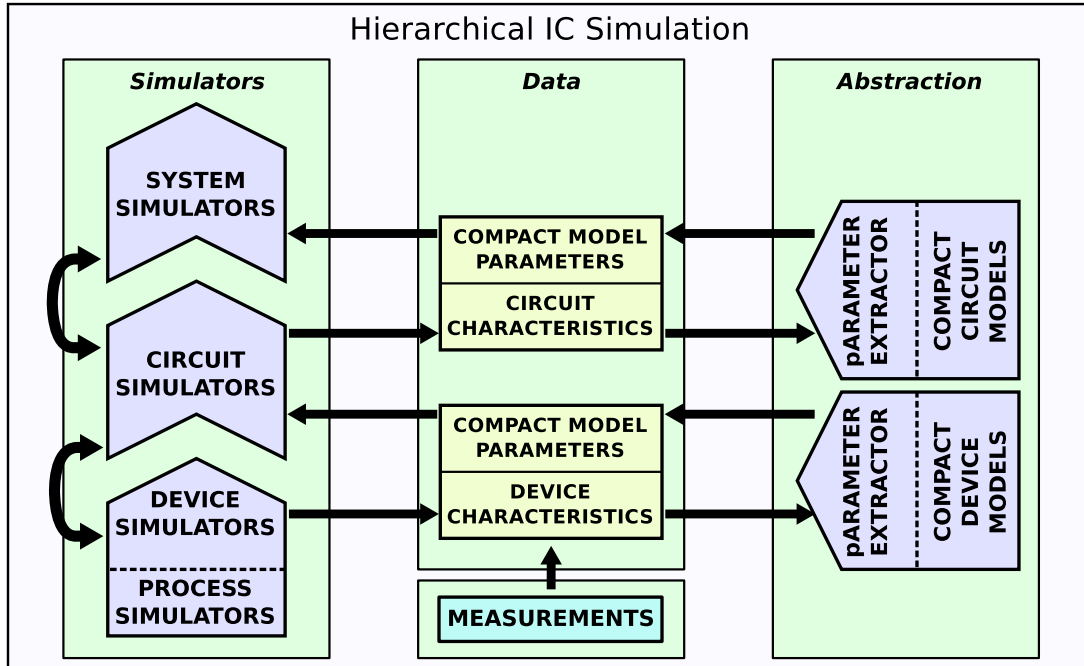 Hierarchical IC Simulation
Simulators
SYSTEM
SIMULATORS
CIRCUIT
SIMULATORS
DEVICE
SIMULATORS
PROCESS
SIMULATORS
Data
COMPACT MODEL
PARAMETERS
CIRCUIT
CHARACTERISTICS
COMPACT MODEL
PARAMETERS
DEVICE
CHARACTERISTICS
MEASUREMENTS
Abstraction
pARAMETER
EXTRACTOR
COMPACT
CIRCUIT
MODELS
pARAMETER
EXTRACTOR
COMPACT
DEVICE
MODELS